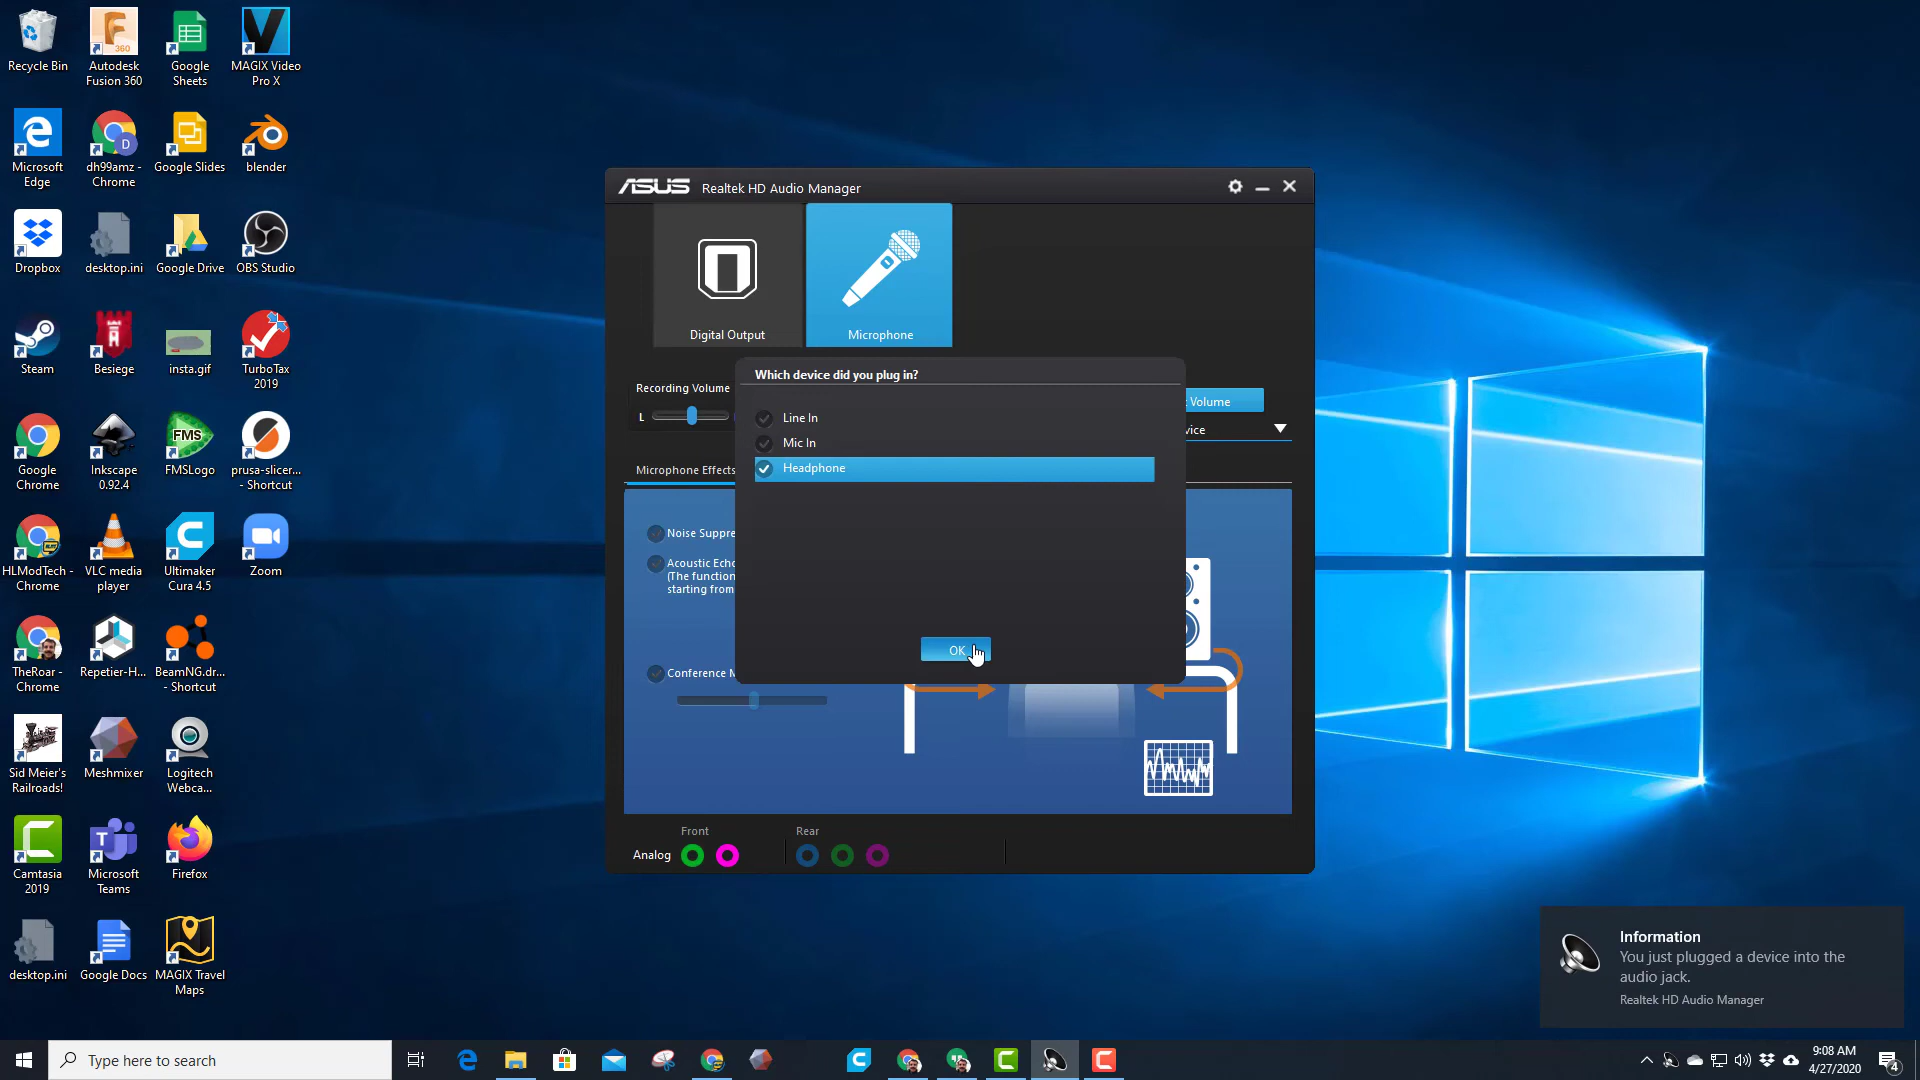 Recycle Bin
Autodesk
Fusion 360
Google
Sheets
MAGIX Video
Pro X
Microsoft
Edge
dh99amz -
Chrome
Google Slides
blender
Dropbox
desktop.ini
Google Drive
OBS Studio
Steam
Besiege
insta.gif
TurboTax
2019
Google
Chrome
Inkscape
0.92.4
FMS
FMSLogo
prusa-slicer...
- Shortcut
HLModTech -
Chrome
VLC media
player
Ultimaker
Cura 4.5
Zoom
TheRoar -
Chrome
Repetier-H...
BeamNG.dr...
- Shortcut
Sid Meier's
Railroads!
Meshmixer
Logitech
Webca...
Camtasia
2019
Microsoft
Teams
Firefox
desktop.ini
Google Docs
MAGIX Travel
Maps
ASUS Realtek HD Audio Manager
Digital Output
Microphone
Recording Volume
L
Volume
vice
Microphone Effects
Noise Suppre
Acoustic Echo
(The function
starting from
Conference M
Which device did you plug in?
Line In
Mic In
Headphone
OK
Front
Rear
Analog
Information
You just plugged a device into the
audio jack.
Realtek HD Audio Manager
Type here to search
9:08 AM
4/27/2020
4